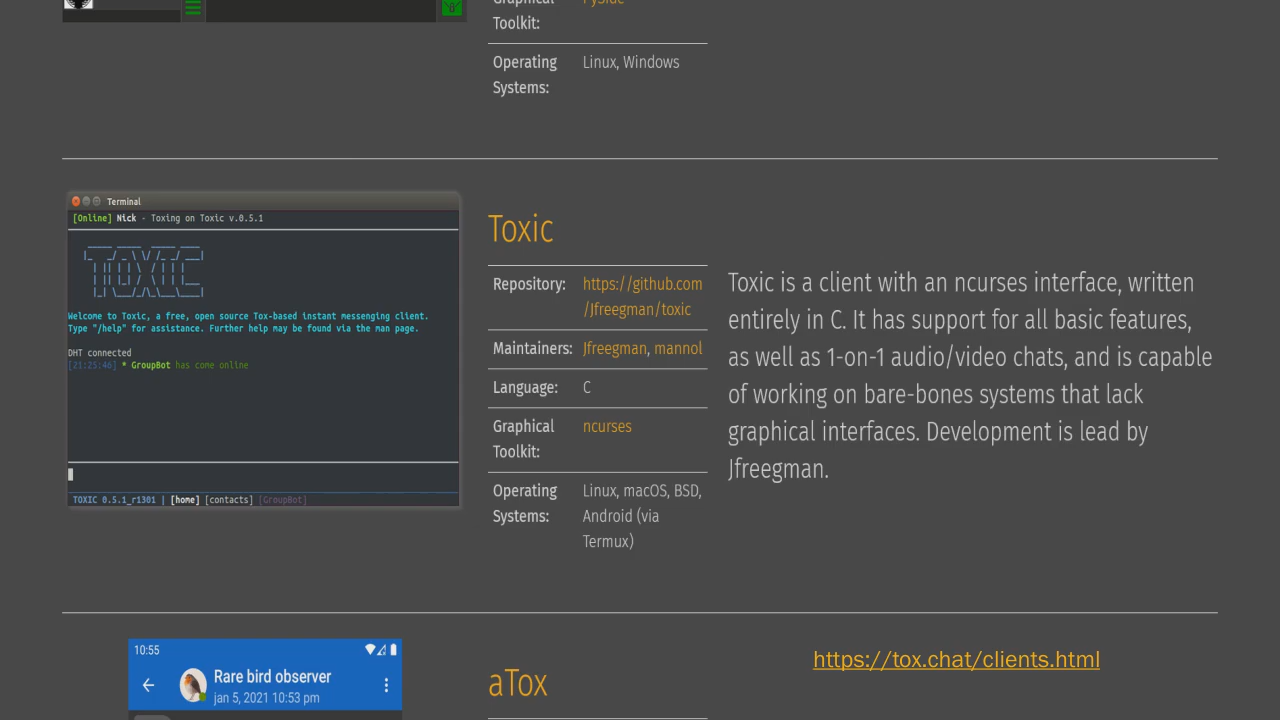 Toolkit:
Operating Systems:
Linux, Windows
Terminal
[Online] Nick - Toxing on Toxic v.0.5.1
TOXIC
Welcome to Toxic, a free, open source Tox-based instant messenging client.
Type "/help" for assistance. Further help may be found via the man page.
DHT connected
[21:25:46] * GroupBot has come online
TOXIC 0.5.1_r1301 | [home] [contacts] [GroupBot]
Toxic
Repository:
https://github.com
/Jfreegman/toxic
Maintainers:
Jfreegman, mannol
Language:
C
Graphical
Toolkit:
ncurses
Operating
Systems:
Linux, macOS, BSD,
Android (via
Termux)
Toxic is a client with an ncurses interface, written
entirely in C. It has support for all basic features,
as well as 1-on-1 audio/video chats, and is capable
of working on bare-bones systems that lack
graphical interfaces. Development is lead by
Jfreegman.
10:55
Rare bird observer
jan 5, 2021 10:53 pm
aTox
https://tox.chat/clients.html